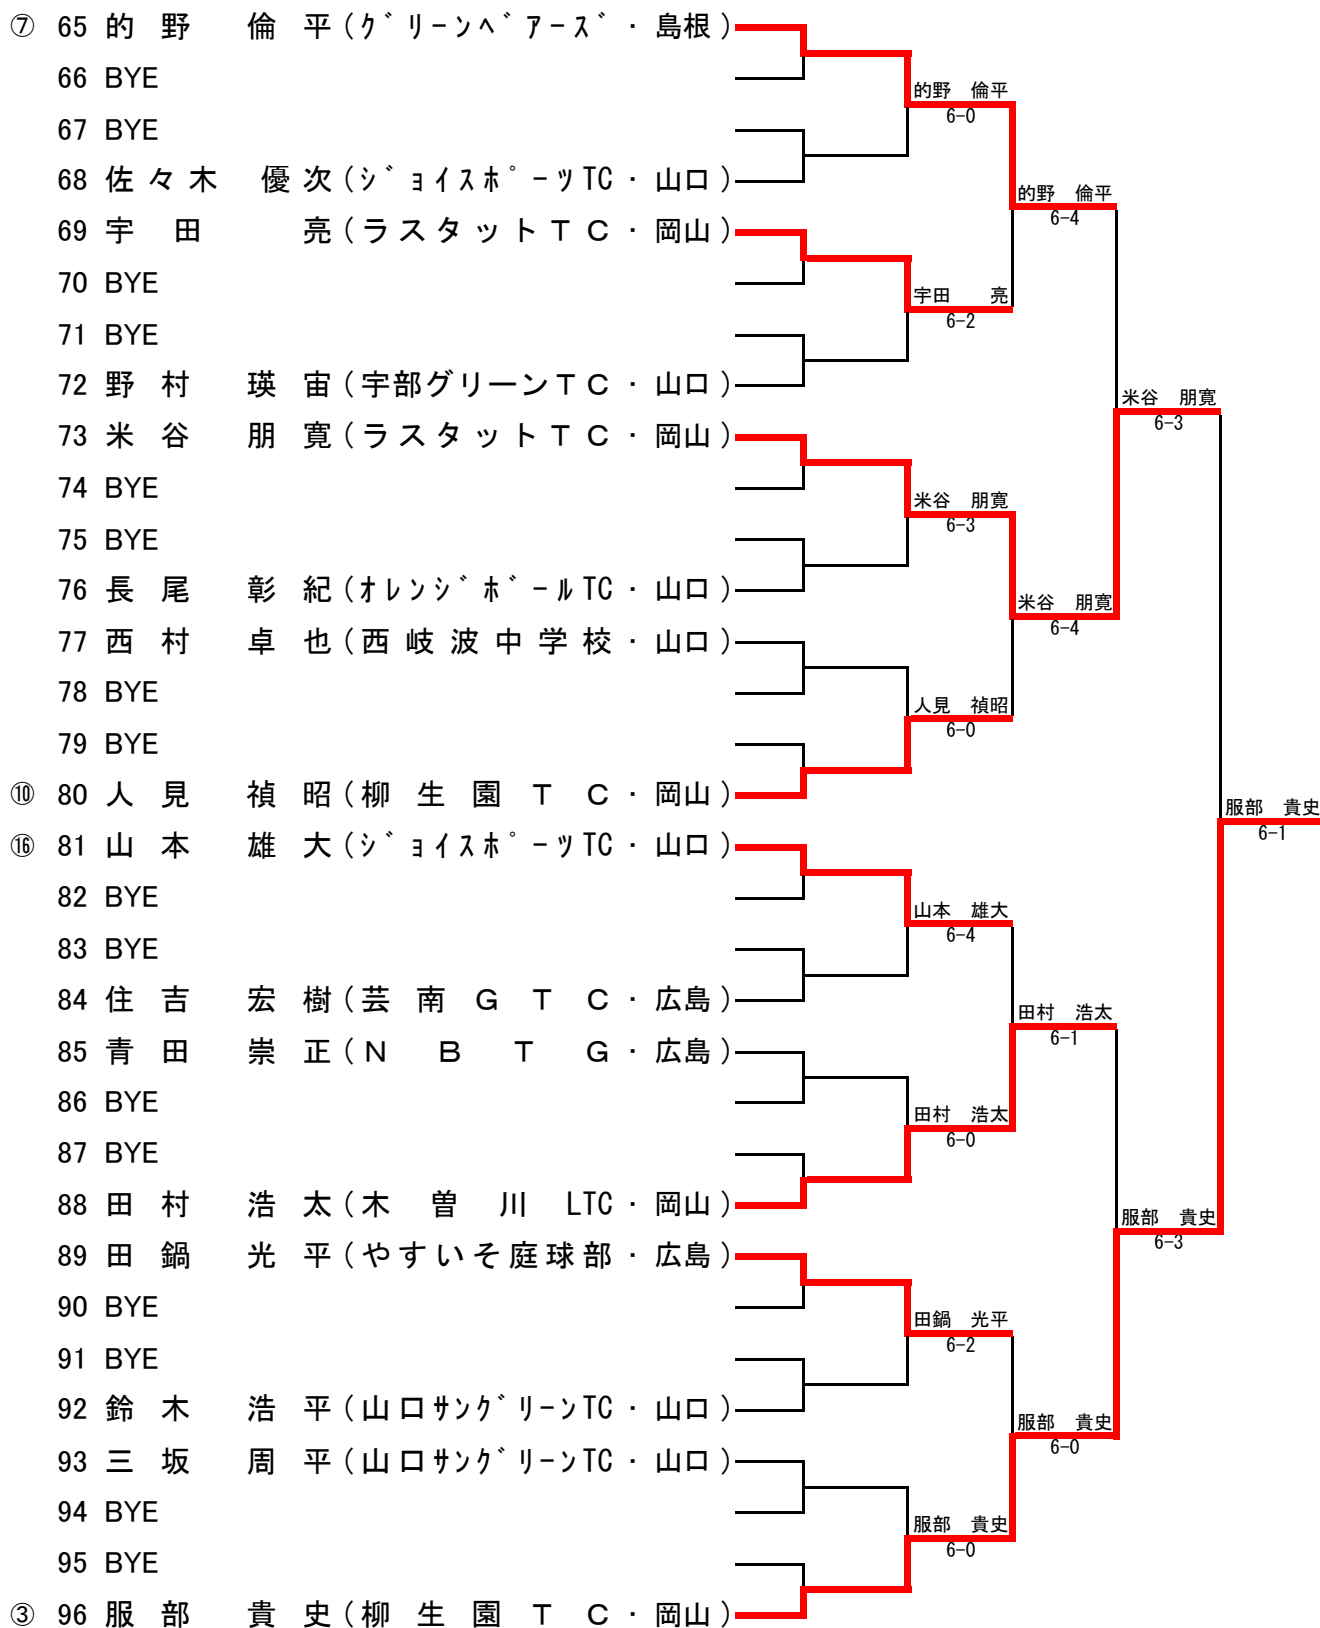 ⑦ 65 的野 倫平(グリーンベアーズ・島根)
66 BYE
的野 倫平
6-0
67 BYE
68 佐々木 優次(ジョイスポーツTC・山口)
的野 倫平
6-4
69 宇田 亮(ラスタットTC・岡山)
70 BYE
宇田 亮
6-2
71 BYE
72 野村 瑛宙(宇部グリーンTC・山口)
米谷 朋寛
6-3
73 米谷 朋寛(ラスタットTC・岡山)
74 BYE
米谷 朋寛
6-3
75 BYE
76 長尾 彰紀(オレンジボールTC・山口)
米谷 朋寛
6-4
77 西村 卓也(西岐波中学校・山口)
78 BYE
人見 禎昭
6-0
79 BYE
⑩ 80 人見 禎昭(柳生園TC・岡山)
服部 貴史
6-1
⑯ 81 山本 雄大(ジョイスポーツTC・山口)
82 BYE
山本 雄大
6-4
83 BYE
84 住吉 宏樹(芸南GTC・広島)
田村 浩太
6-1
85 青田 崇正(NBTG・広島)
86 BYE
田村 浩太
6-0
87 BYE
88 田村 浩太(木曽川LTC・岡山)
服部 貴史
6-3
89 田鍋 光平(やすいそ庭球部・広島)
90 BYE
田鍋 光平
6-2
91 BYE
92 鈴木 浩平(山口サングリーンTC・山口)
服部 貴史
6-0
93 三坂 周平(山口サングリーンTC・山口)
94 BYE
服部 貴史
6-0
95 BYE
③ 96 服部 貴史(柳生園TC・岡山)